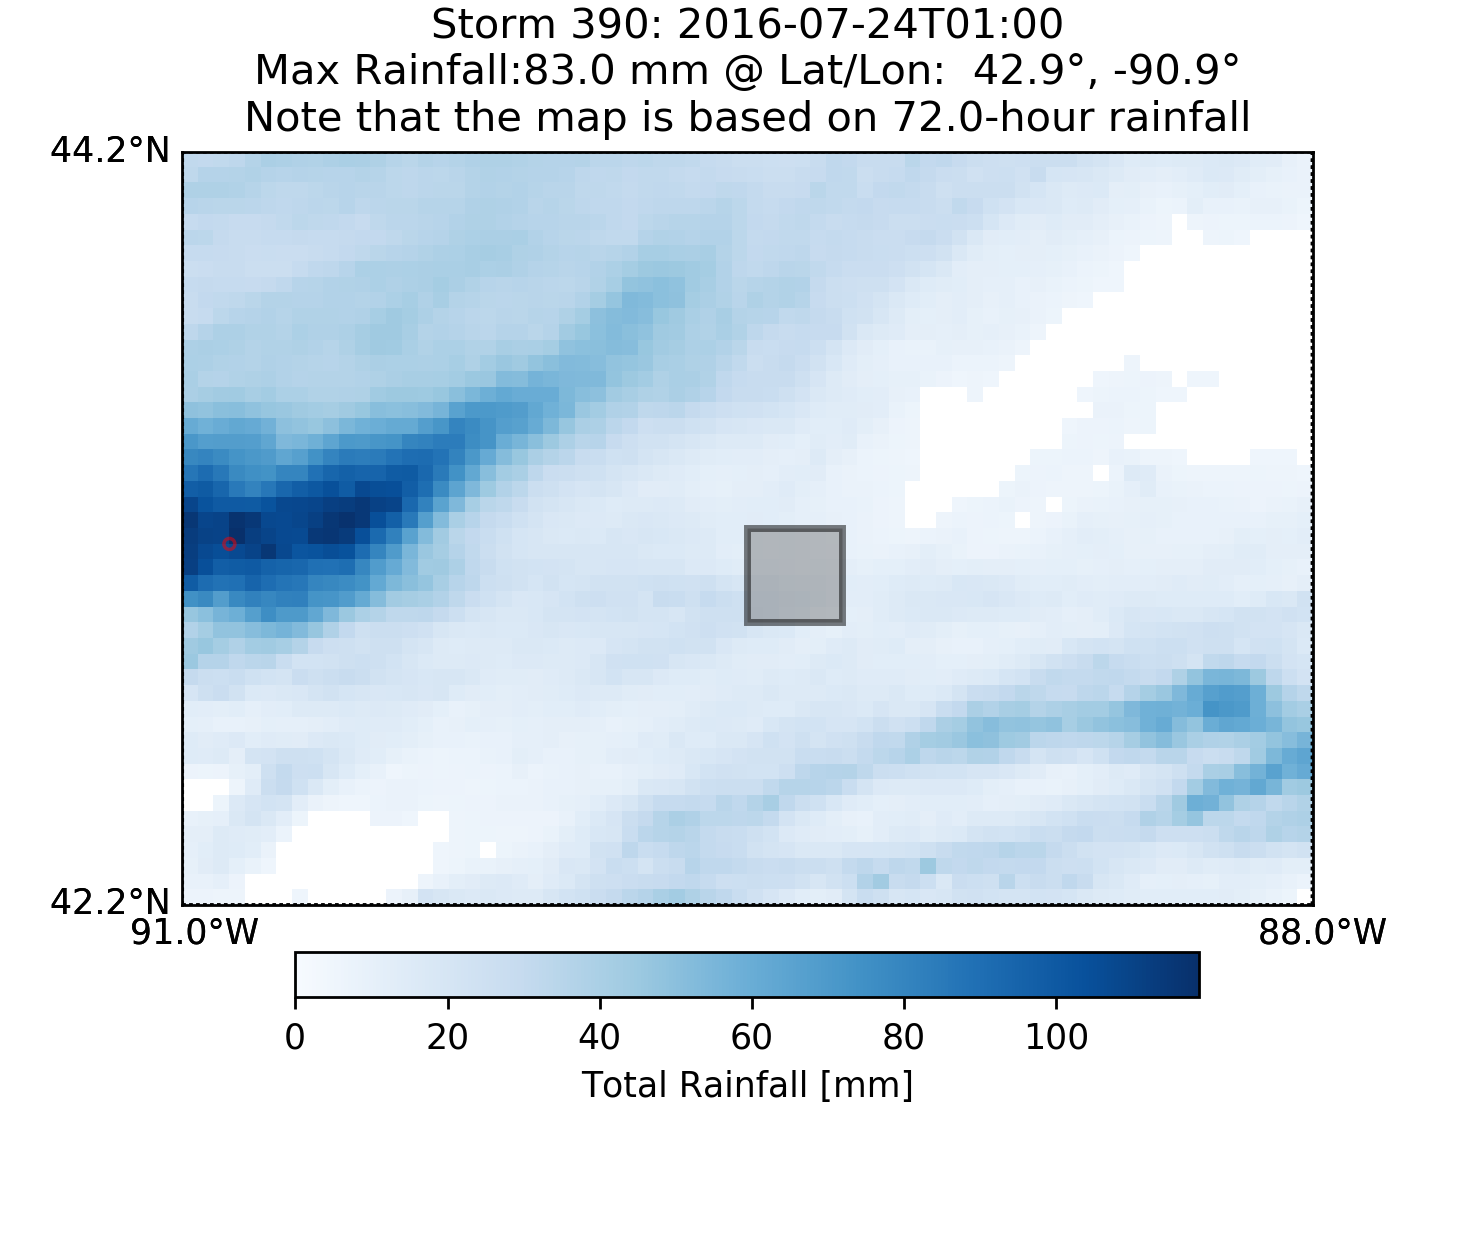 Storm 390: 2016-07-24T01:00
Max Rainfall:83.0 mm @ Lat/Lon:  42.9°, -90.9°
Note that the map is based on 72.0-hour rainfall
44.2°N
42.2°N
91.0°W 88.0°W
0 20 40 60 80 100
Total Rainfall [mm]